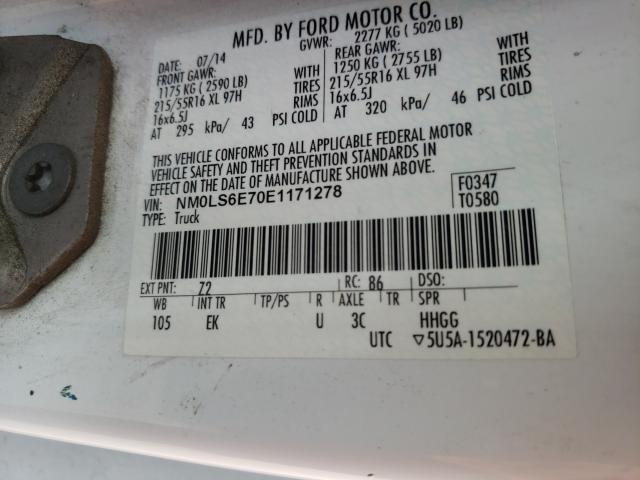 MFD. BY FORD MOTOR CO.
DATE: 07/14 GVWR: 2277 KG ( 5020 LB)
FRONT GAWR: REAR GAWR:
1175 KG ( 2590 LB) WITH 1250 KG ( 2755 LB) WITH
215/55R16 XL 97H TIRES 215/55R16 XL 97H TIRES
16x6.5J RIMS 16x6.5J RIMS
AT 295 kPa/ 43 PSI COLD AT 320 kPa/ 46 PSI COLD
THIS VEHICLE CONFORMS TO ALL APPLICABLE FEDERAL MOTOR
VEHICLE SAFETY AND THEFT PREVENTION STANDARDS IN
EFFECT ON THE DATE OF MANUFACTURE SHOWN ABOVE.
VIN: NM0LS6E70E1171278 F0347
TYPE: Truck T0580
EXT PNT: Z2 RC: 86 DSO:
WB INT TR TP/PS R AXLE TR SPR
105 EK U 3C HHGG
UTC ▽5U5A-1520472-BA